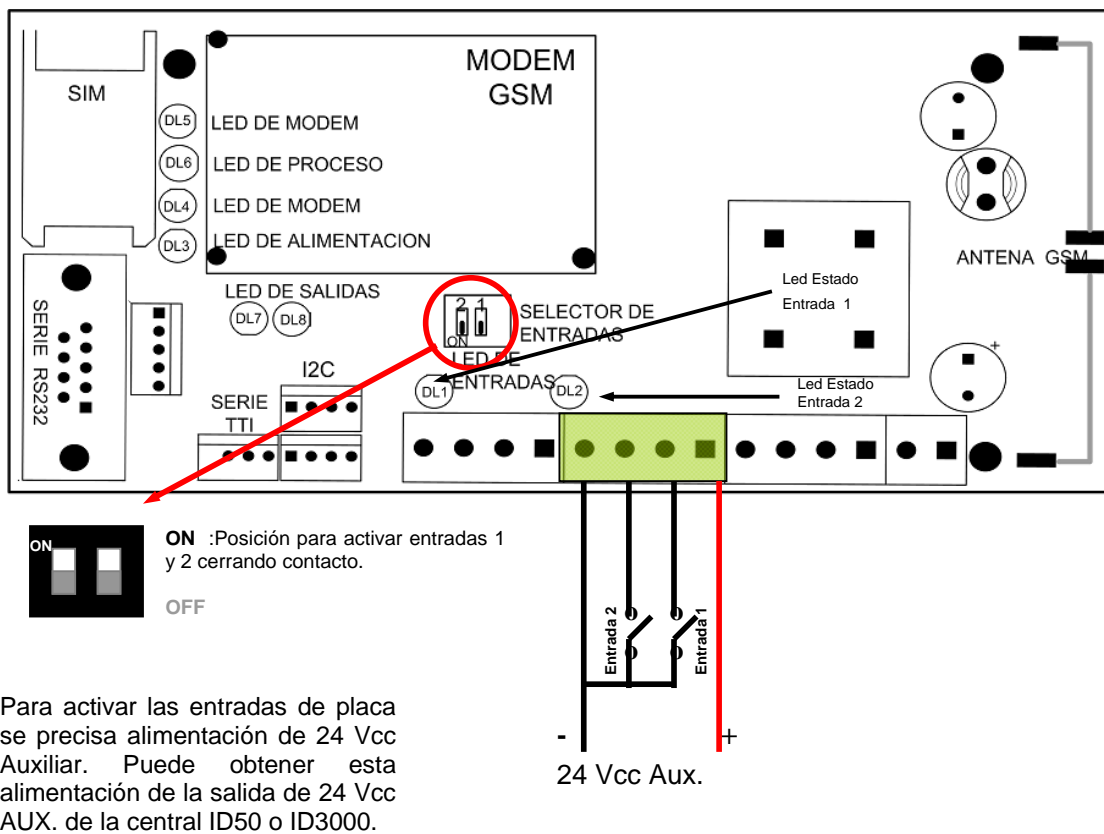 MODEM
GSM
SIM
DL5 LED DE MODEM
DL6 LED DE PROCESO
DL4 LED DE MODEM
DL3 LED DE ALIMENTACION
ANTENA GSM
Led Estado
Entrada 1
LED DE SALIDAS
DL7 DL8
2 1
ON
SELECTOR DE
ENTRADAS
LED DE
ENTRADAS
DL1
DL2
Led Estado
Entrada 2
+
SERIE RS232
I2C
SERIE
TTI
ON
ON :Posición para activar entradas 1
y 2 cerrando contacto.
OFF
Entrada 2
Entrada 1
Para activar las entradas de placa
se precisa alimentación de 24 Vcc
Auxiliar. Puede obtener esta
alimentación de la salida de 24 Vcc
AUX. de la central ID50 o ID3000.
- +
24 Vcc Aux.